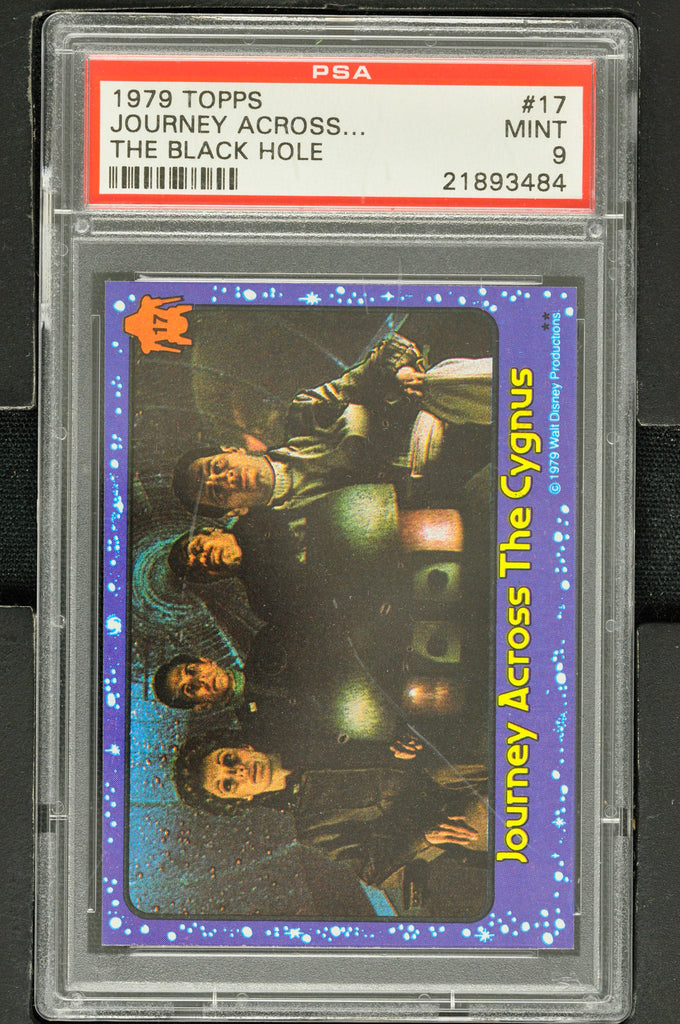 PSA
1979 TOPPS #17
JOURNEY ACROSS... MINT
THE BLACK HOLE 9
21893484
17
Journey Across The Cygnus
© 1979 Walt Disney Productions
**